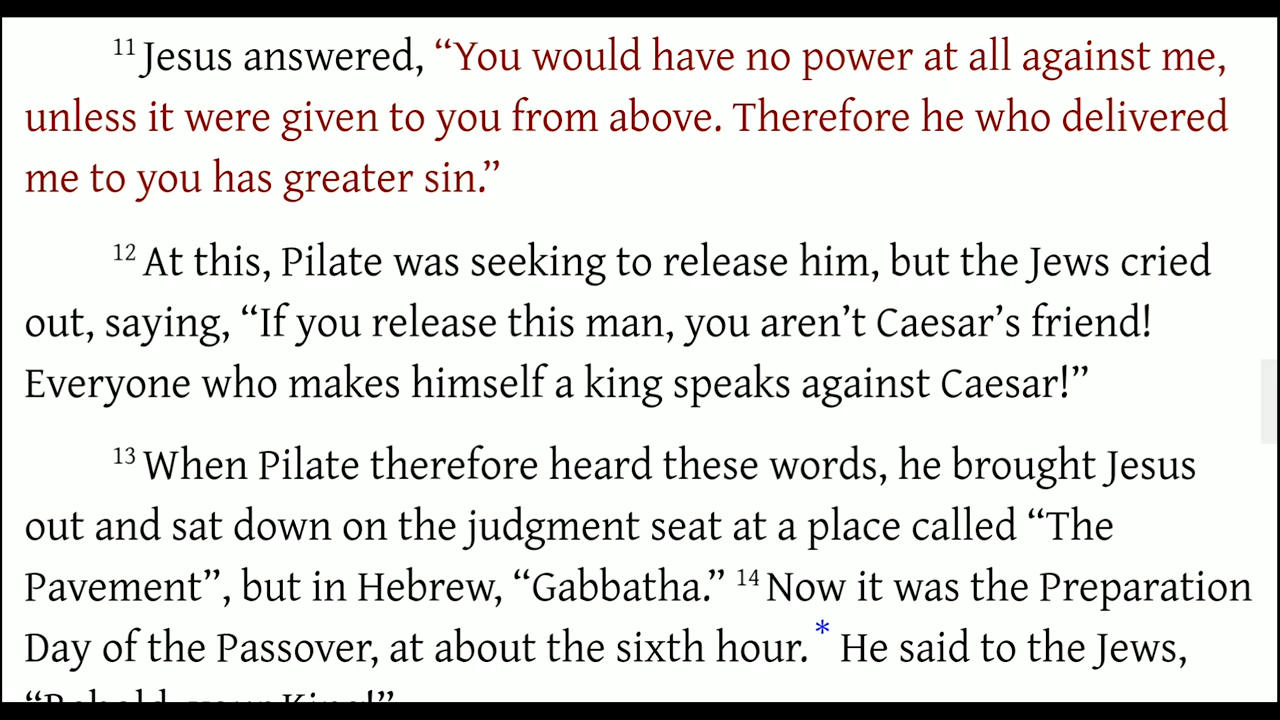 11 Jesus answered, “You would have no power at all against me,
unless it were given to you from above. Therefore he who delivered
me to you has greater sin.”
12 At this, Pilate was seeking to release him, but the Jews cried
out, saying, “If you release this man, you aren’t Caesar’s friend!
Everyone who makes himself a king speaks against Caesar!”
13 When Pilate therefore heard these words, he brought Jesus
out and sat down on the judgment seat at a place called “The
Pavement”, but in Hebrew, “Gabbatha.” 14 Now it was the Preparation
Day of the Passover, at about the sixth hour. * He said to the Jews,
“Behold, your King!”